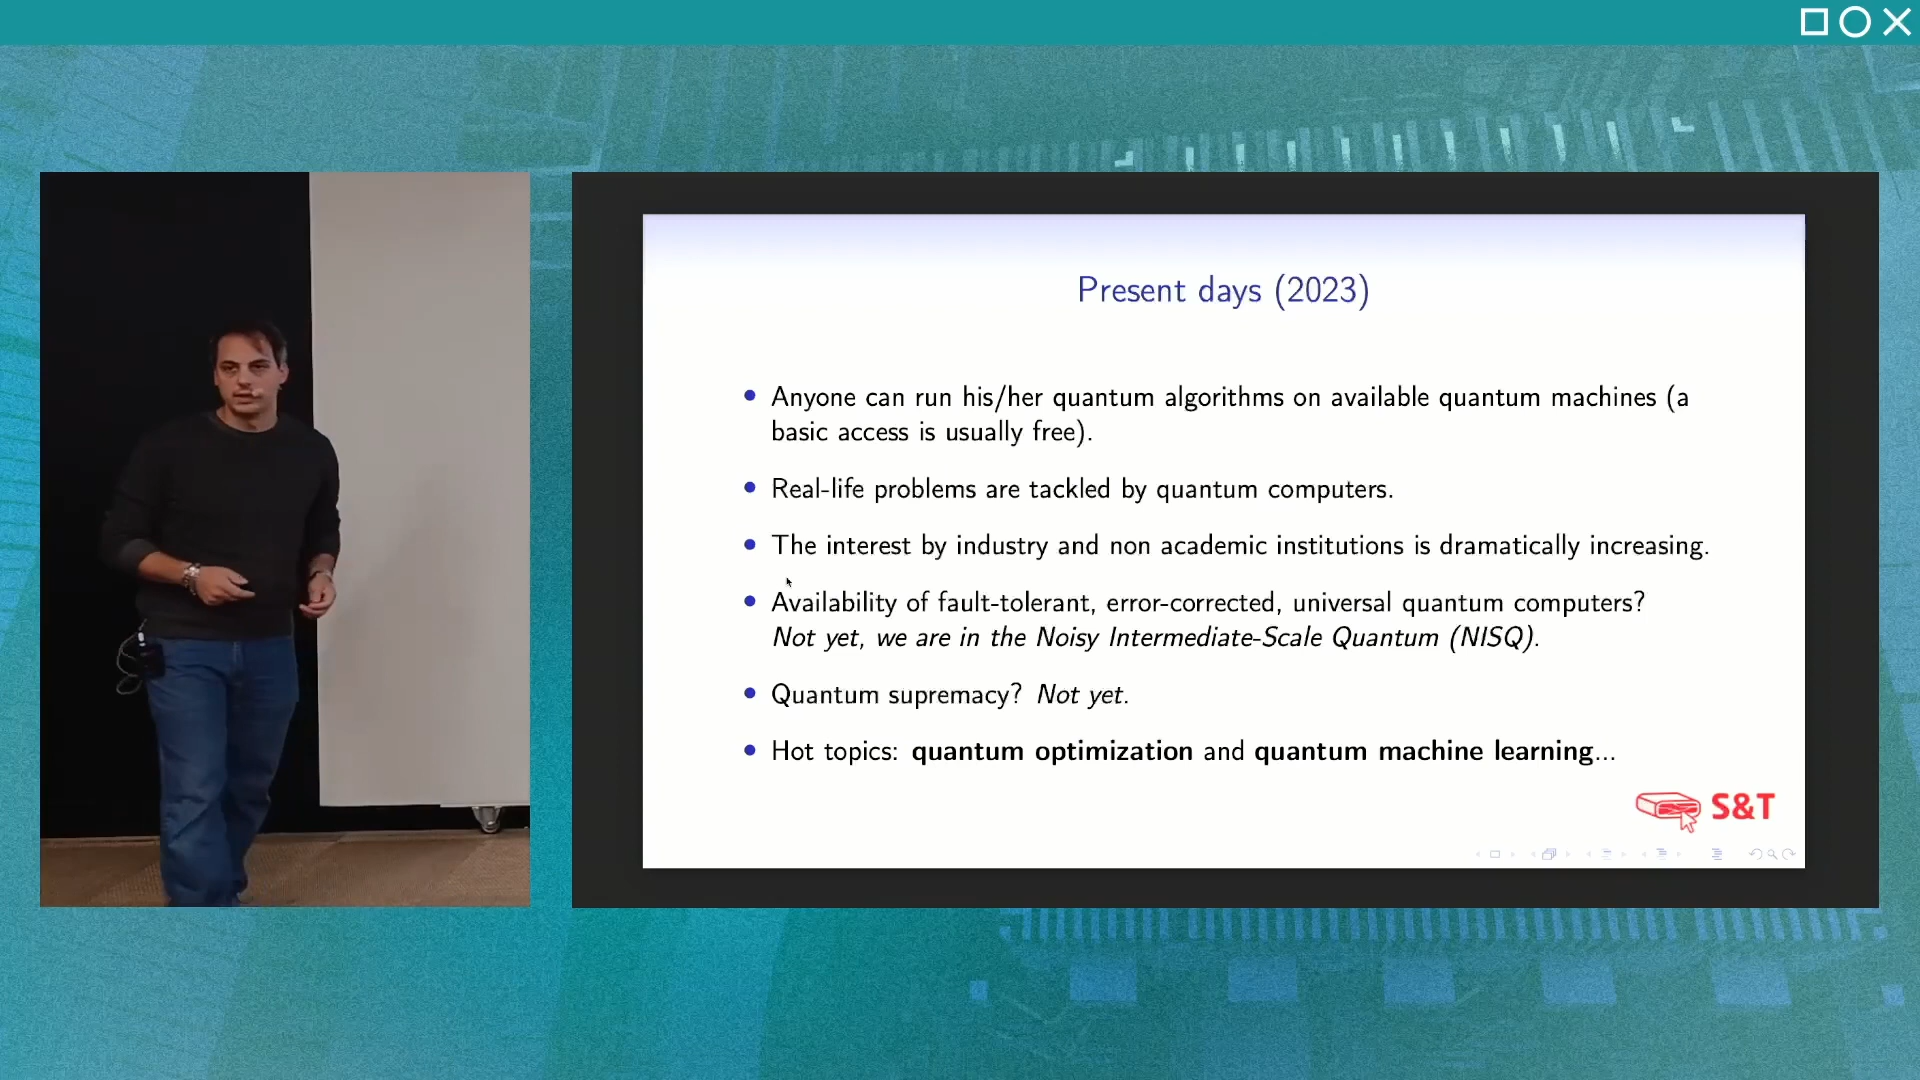 Present days (2023)
Anyone can run his/her quantum algorithms on available quantum machines (a
basic access is usually free).
Real-life problems are tackled by quantum computers.
The interest by industry and non academic institutions is dramatically increasing.
Availability of fault-tolerant, error-corrected, universal quantum computers?
Not yet, we are in the Noisy Intermediate-Scale Quantum (NISQ).
Quantum supremacy? Not yet.
Hot topics: quantum optimization and quantum machine learning...
S&T